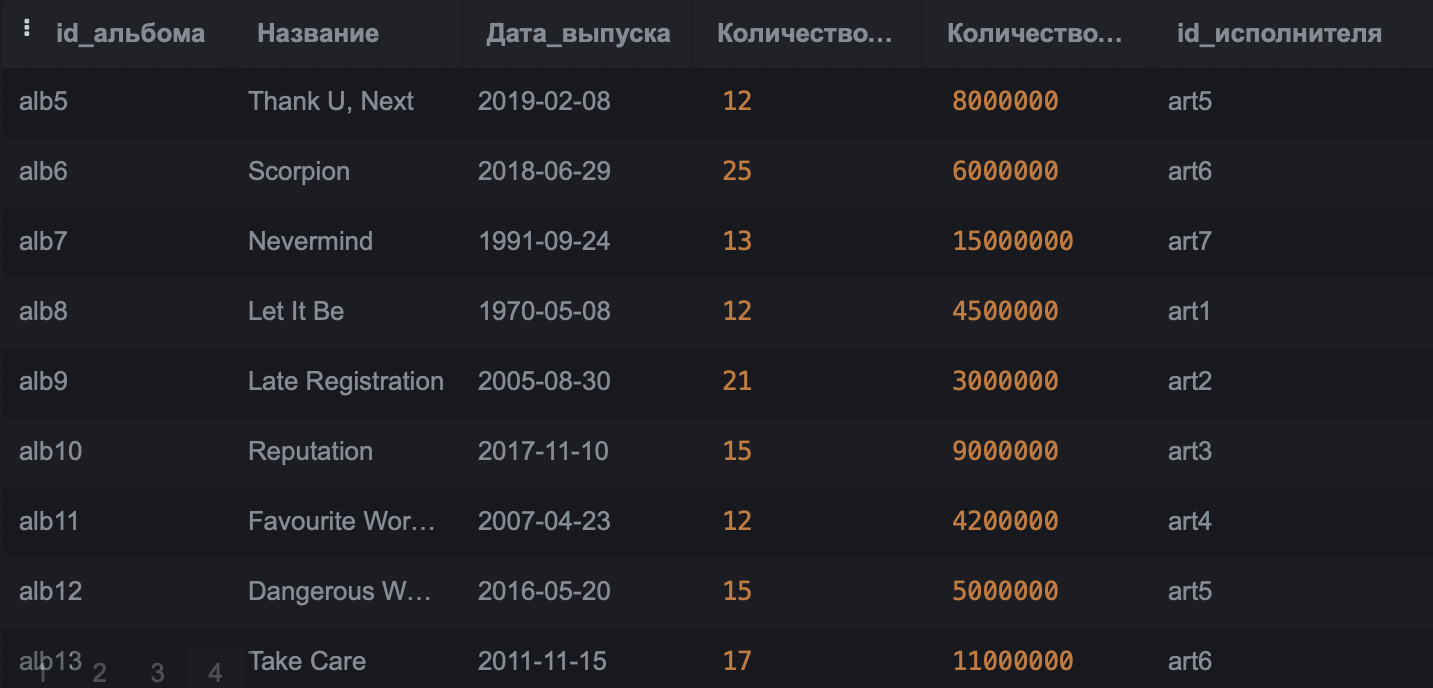 id_альбома Название Дата_выпуска Количество... Количество... id_исполнителя
alb5 Thank U, Next 2019-02-08 12 8000000 art5
alb6 Scorpion 2018-06-29 25 6000000 art6
alb7 Nevermind 1991-09-24 13 15000000 art7
alb8 Let It Be 1970-05-08 12 4500000 art1
alb9 Late Registration 2005-08-30 21 3000000 art2
alb10 Reputation 2017-11-10 15 9000000 art3
alb11 Favourite Wor... 2007-04-23 12 4200000 art4
alb12 Dangerous W... 2016-05-20 15 5000000 art5
alb13 Take Care 2011-11-15 17 11000000 art6
1 2 3 4